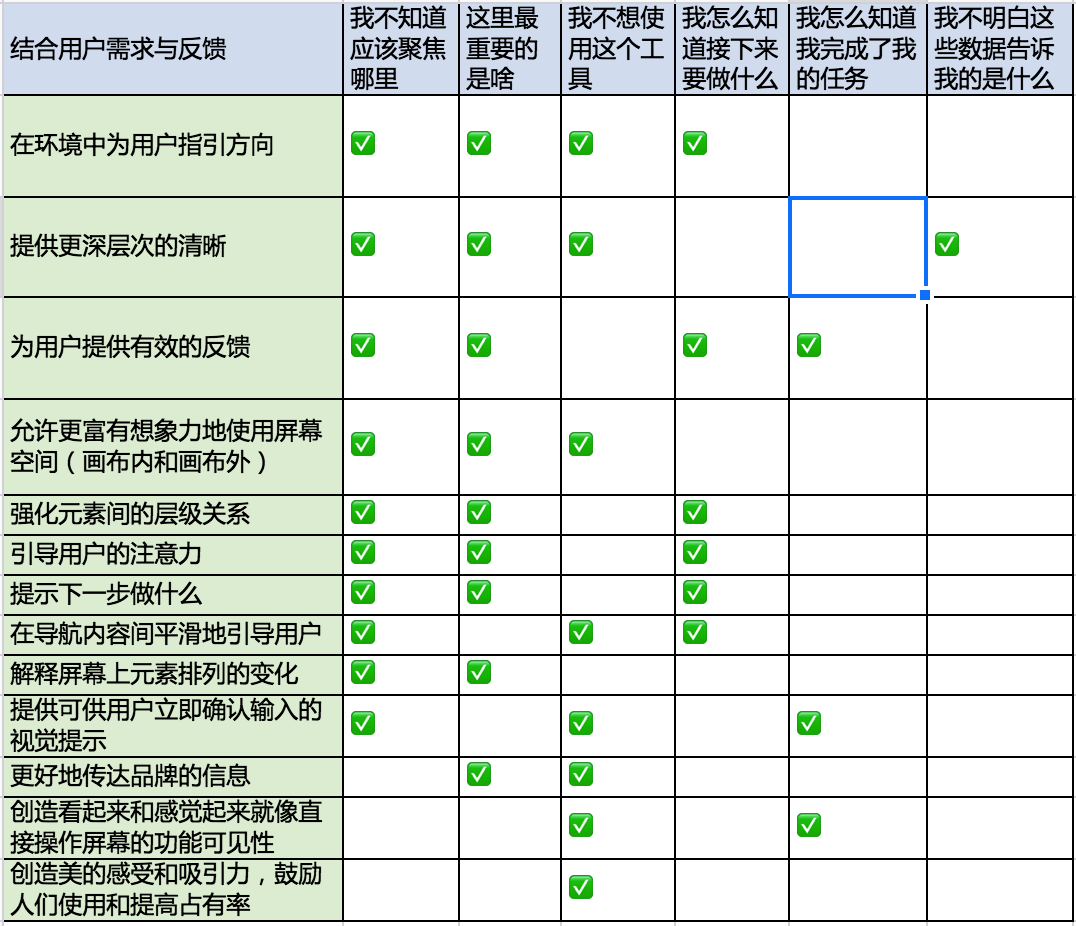 结合用户需求与反馈
我不知道
应该聚焦
哪里
这里最
重要的
是啥
我不想使
用这个工
具
我怎么知
道接下来
要做什么
我怎么知道
我完成了我
的任务
我不明白这
些数据告诉
我的是什么
在环境中为用户指引方向
✅ ✅ ✅ ✅
提供更深层次的清晰
✅ ✅ ✅ ✅
为用户提供有效的反馈
✅ ✅ ✅ ✅
允许更富有想象力地使用屏幕
空间（画布内和画布外）
✅ ✅ ✅
强化元素间的层级关系
✅ ✅ ✅
引导用户的注意力
✅ ✅ ✅
提示下一步做什么
✅ ✅ ✅
在导航内容间平滑地引导用户
✅ ✅ ✅
解释屏幕上元素排列的变化
✅ ✅
提供可供用户立即确认输入的
视觉提示
✅ ✅ ✅
更好地传达品牌的信息
✅ ✅
创造看起来和感觉起来就像直
接操作屏幕的功能可见性
✅ ✅
创造美的感受和吸引力，鼓励
人们使用和提高占有率
✅